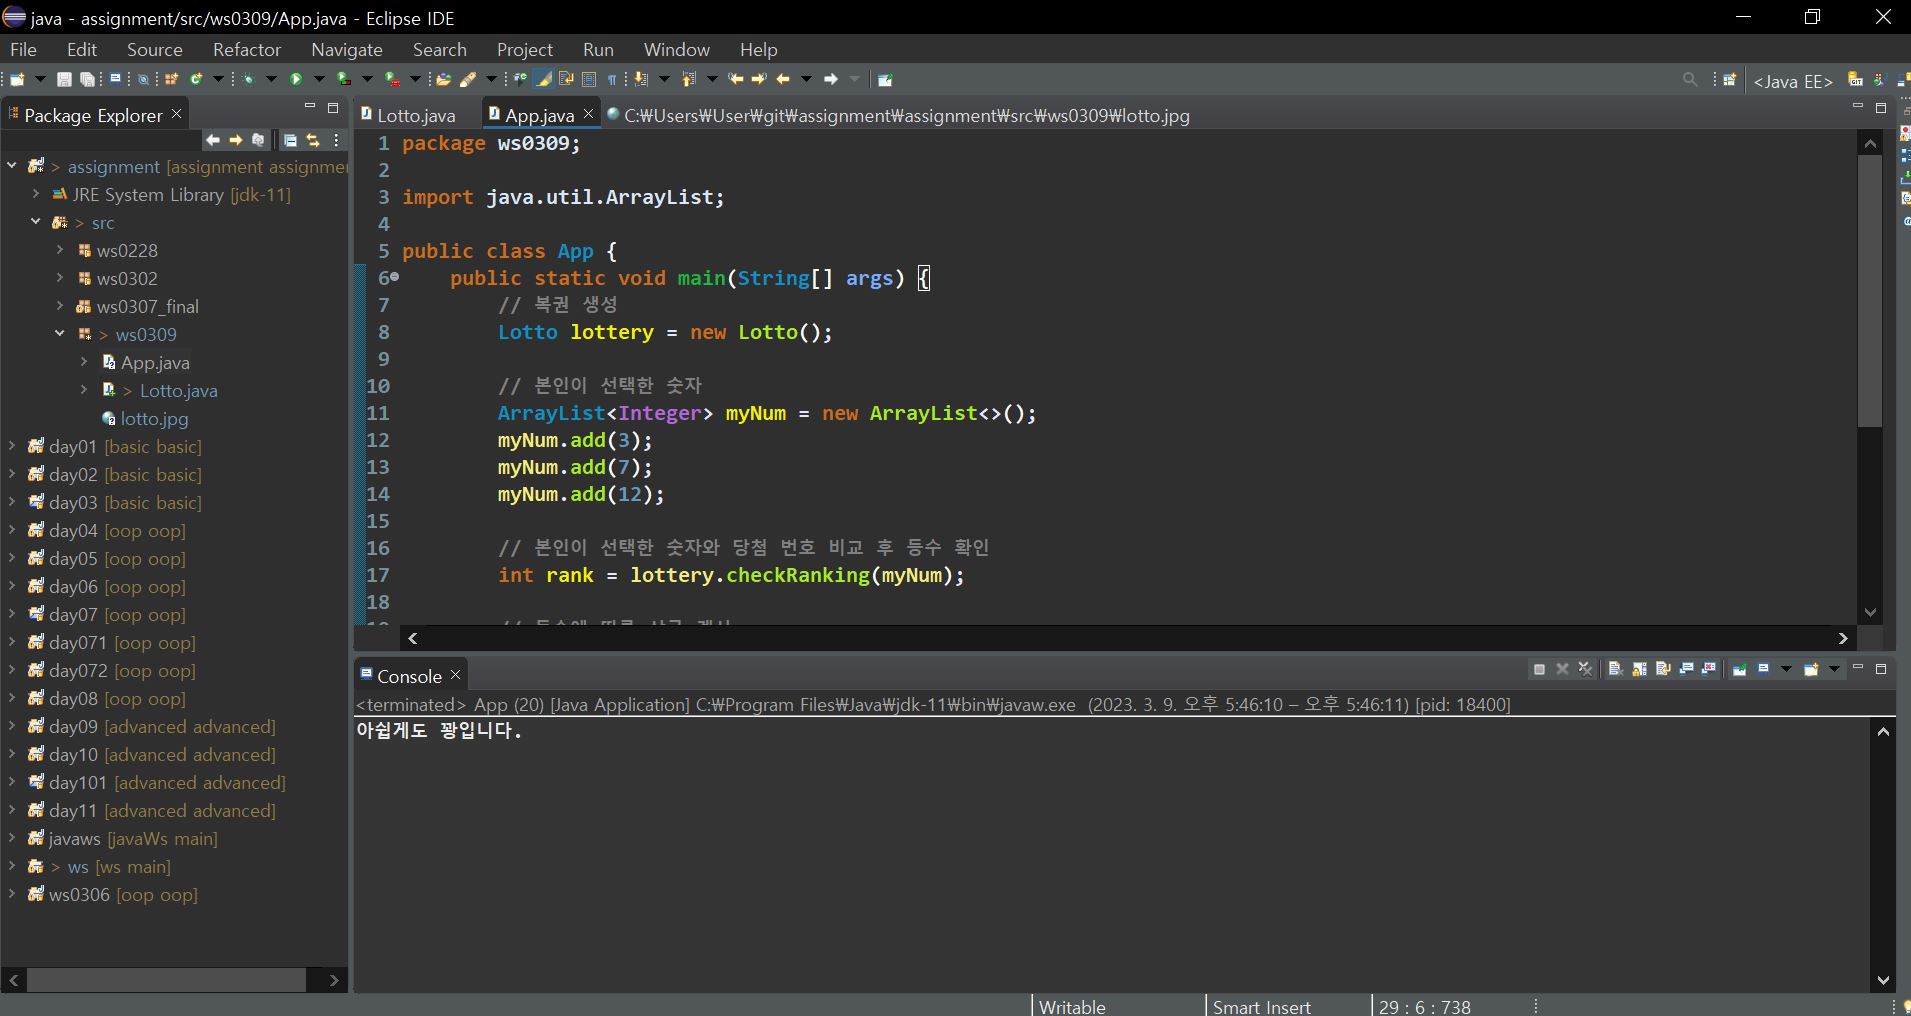 java - assignment/src/ws0309/App.java - Eclipse IDE
File Edit Source Refactor Navigate Search Project Run Window Help
<Java EE>
Package Explorer
> assignment [assignment assignmen
JRE System Library [jdk-11]
> src
ws0228
ws0302
ws0307_final
> ws0309
App.java
> Lotto.java
lotto.jpg
day01 [basic basic]
day02 [basic basic]
day03 [basic basic]
day04 [oop oop]
day05 [oop oop]
day06 [oop oop]
day07 [oop oop]
day071 [oop oop]
day072 [oop oop]
day08 [oop oop]
day09 [advanced advanced]
day10 [advanced advanced]
day101 [advanced advanced]
day11 [advanced advanced]
javaws [javaWs main]
> ws [ws main]
ws0306 [oop oop]
Lotto.java App.java C:₩Users₩User₩git₩assignment₩assignment₩src₩ws0309₩lotto.jpg
1 package ws0309;
2
3 import java.util.ArrayList;
4
5 public class App {
6 public static void main(String[] args) {
7 // 복권 생성
8 Lotto lottery = new Lotto();
9
10 // 본인이 선택한 숫자
11 ArrayList<Integer> myNum = new ArrayList<>();
12 myNum.add(3);
13 myNum.add(7);
14 myNum.add(12);
15
16 // 본인이 선택한 숫자와 당첨 번호 비교 후 등수 확인
17 int rank = lottery.checkRanking(myNum);
18
Console
<terminated> App (20) [Java Application] C:₩Program Files₩Java₩jdk-11₩bin₩javaw.exe (2023. 3. 9. 오후 5:46:10 – 오후 5:46:11) [pid: 18400]
아쉽게도 꽝입니다.
Writable Smart Insert 29 : 6 : 738